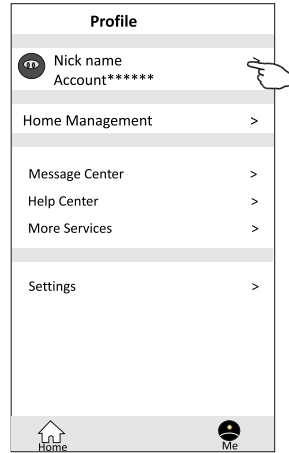 Profile
Nick name
Account******
Home Management >
Message Center >
Help Center >
More Services >
Settings >
Home Me